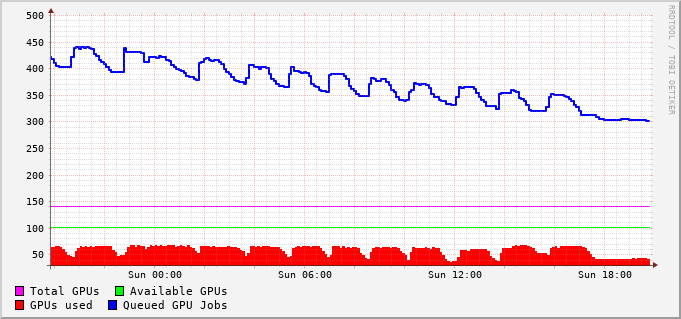 500
450
400
350
300
250
200
150
100
50
Sun 00:00 Sun 06:00 Sun 12:00 Sun 18:00
Total GPUs Available GPUs
GPUs used Queued GPU Jobs
RRDTOOL / TOBI OETIKER